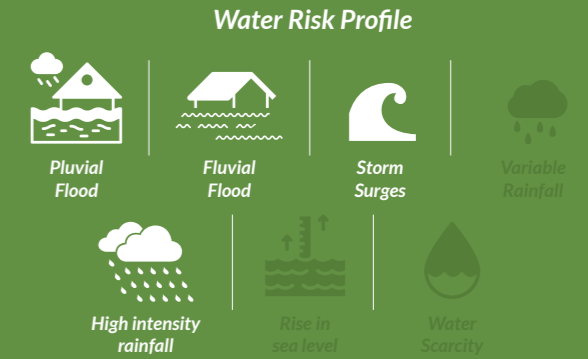 Water Risk Profile
Pluvial
Flood
Fluvial
Flood
Storm
Surges
Variable
Rainfall
High intensity
rainfall
Rise in
sea level
Water
Scarcity